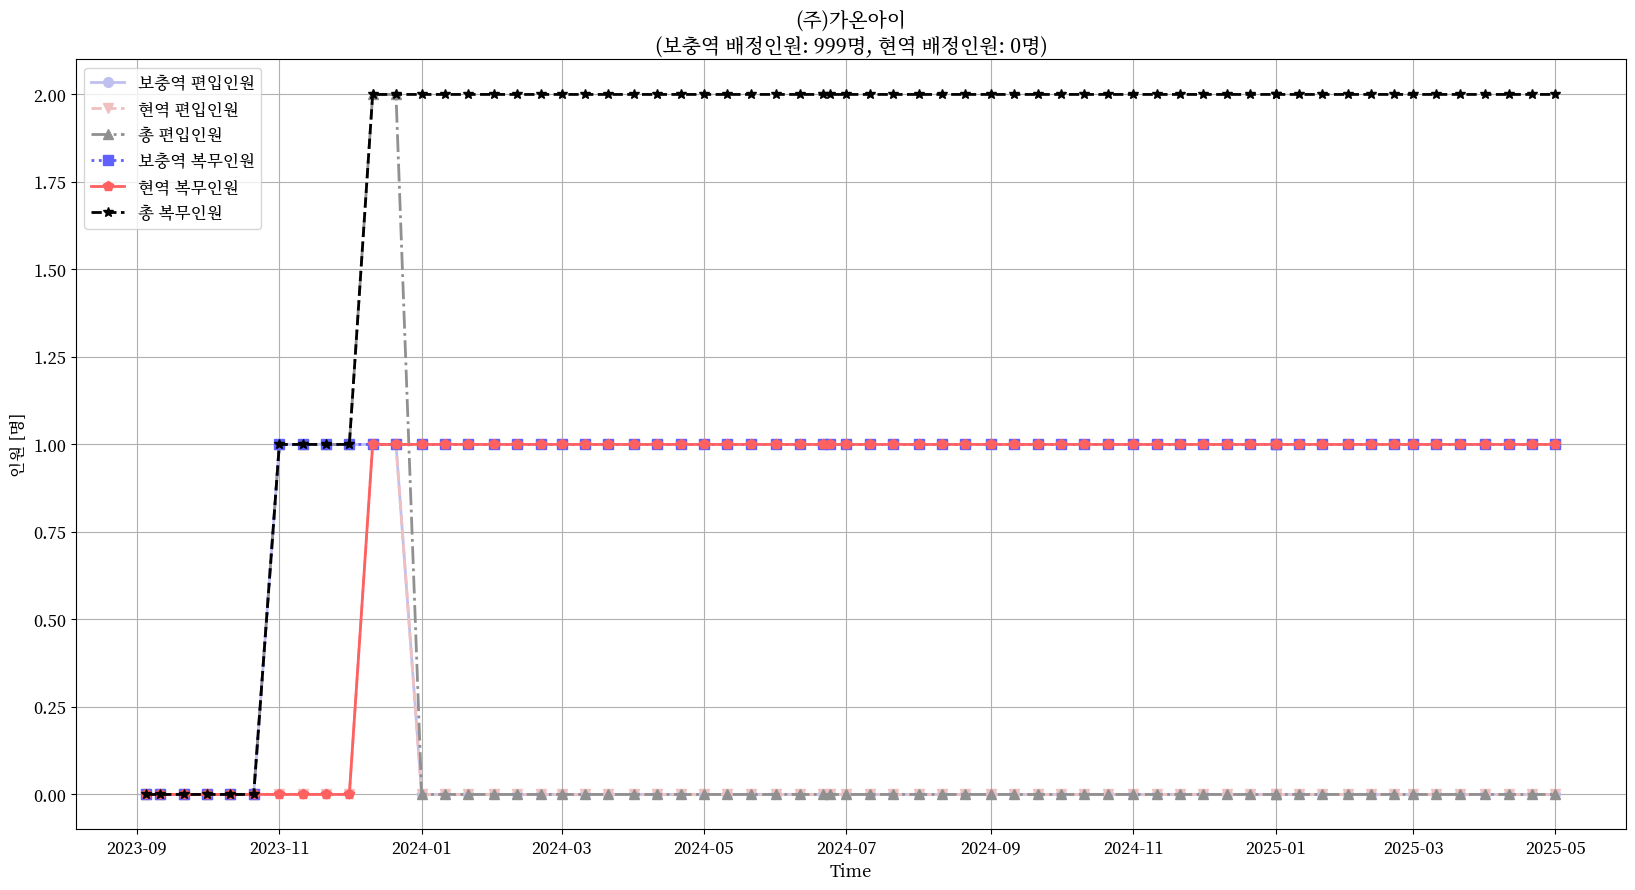 (주)가온아이
(보충역 배정인원: 999명, 현역 배정인원: 0명)
보충역 편입인원
현역 편입인원
총 편입인원
보충역 복무인원
현역 복무인원
총 복무인원
2.00
1.75
1.50
1.25
1.00
0.75
0.50
0.25
0.00
인원 [명]
2023-09 2023-11 2024-01 2024-03 2024-05 2024-07 2024-09 2024-11 2025-01 2025-03 2025-05
Time